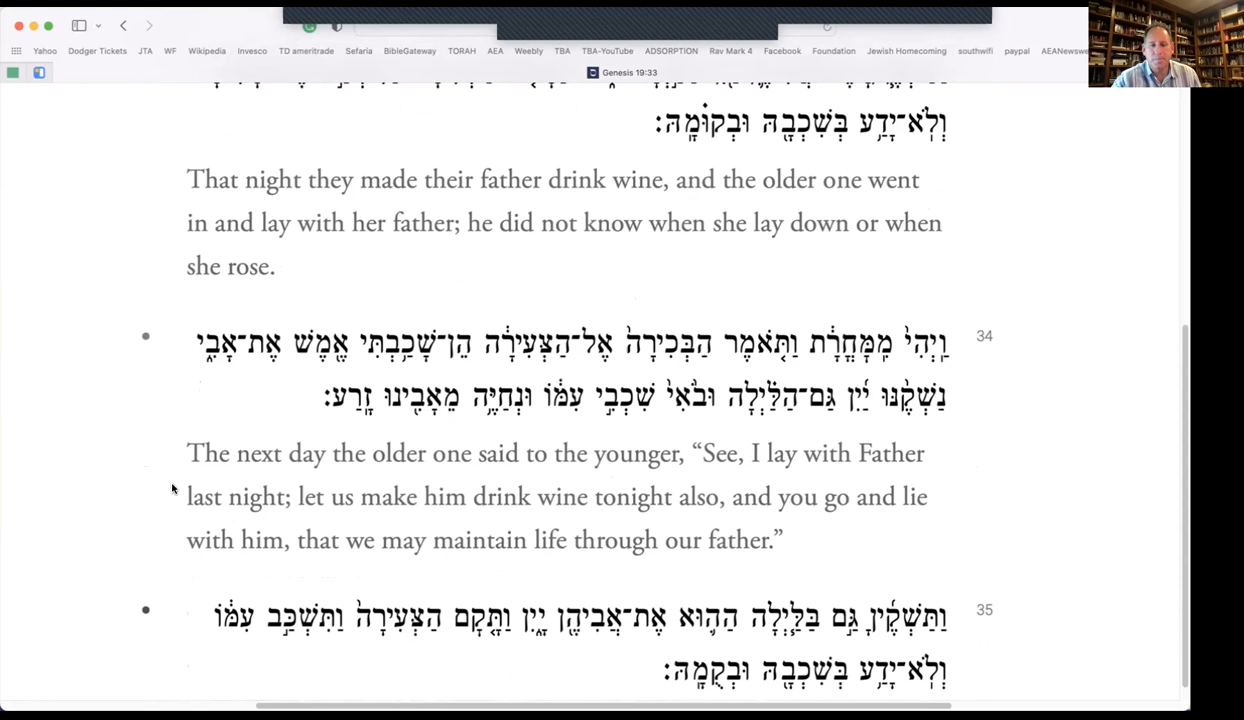 Yahoo Dodger Tickets JTA WF Wikipedia Invesco TD ameritrade Sefaria BibleGateway TORAH AEA Weebly TBA TBA-YouTube ADSORPTION Rav Mark 4 Facebook Foundation Jewish Homecoming southwifi paypal AEANewswe
Genesis 19:33
וְלֹֽא־יָדַ֥ע בְּשִׁכְבָ֖הּ וּבְקוּׄמָֽהּ׃
That night they made their father drink wine, and the older one went
in and lay with her father; he did not know when she lay down or when
she rose.
34
וַֽיְהִי֙ מִֽמׇּחֳרָ֔ת וַתֹּ֤אמֶר הַבְּכִירָה֙ אֶל־הַצְּעִירָ֔ה הֵן־שָׁכַ֥בְתִּי אֶ֖מֶשׁ אֶת־אָבִ֑י
נַשְׁקֶ֨נּוּ יַ֜יִן גַּם־הַלַּ֗יְלָה וּבֹ֙אִי֙ שִׁכְבִ֣י עִמּ֔וֹ וּנְחַיֶּ֥ה מֵאָבִ֖ינוּ זָֽרַע׃
The next day the older one said to the younger, “See, I lay with Father
last night; let us make him drink wine tonight also, and you go and lie
with him, that we may maintain life through our father.”
35
וַתַּשְׁקֶ֜יןָ גַּ֣ם בַּלַּ֧יְלָה הַה֛וּא אֶת־אֲבִיהֶ֖ן יָ֑יִן וַתָּ֤קׇם הַצְּעִירָה֙ וַתִּשְׁכַּ֣ב עִמּ֔וֹ
וְלֹֽא־יָדַ֥ע בְּשִׁכְבָ֖הּ וּבְקֻמָֽהּ׃